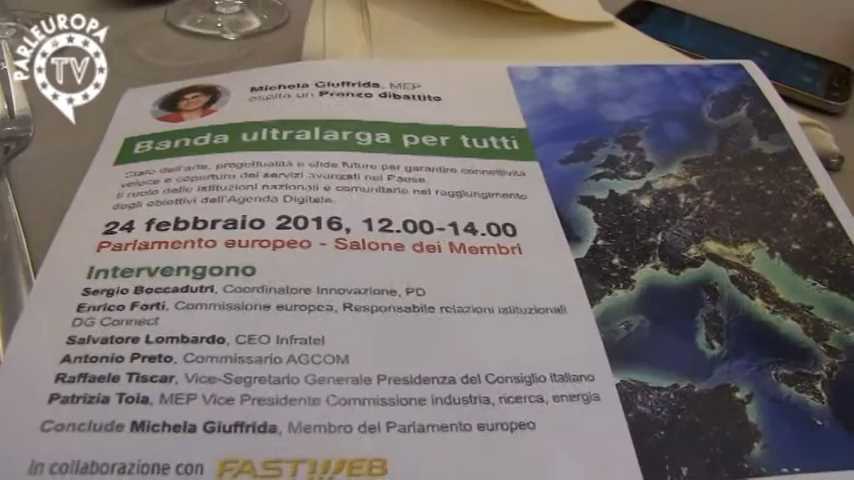 PARLEUROPA
TV
Michela Giuffrida, MEP
ospita un Pranzo dibattito
Banda ultralarga per tutti
Stato dell'arte, progettualità e sfide future per garantire connettività
veloce e copertura dei servizi avanzati nel Paese.
Il ruolo delle istituzioni nazionali e comunitarie nel raggiungimento
degli obiettivi dell'Agenda Digitale.
24 febbraio 2016, 12.00-14.00
Parlamento europeo - Salone dei Membri
Intervengono
Sergio Boccadutri, Coordinatore Innovazione, PD
Enrico Forti, Commissione europea, Responsabile relazioni istituzionali
DG Connect
Salvatore Lombardo, CEO Infratel
Antonio Preto, Commissario AGCOM
Raffaele Tiscar, Vice-Segretario Generale Presidenza del Consiglio Italiano
Patrizia Toia, MEP Vice Presidente Commissione industria, ricerca, energia
Conclude Michela Giuffrida, Membro del Parlamento europeo
In collaborazione con FASTWEB